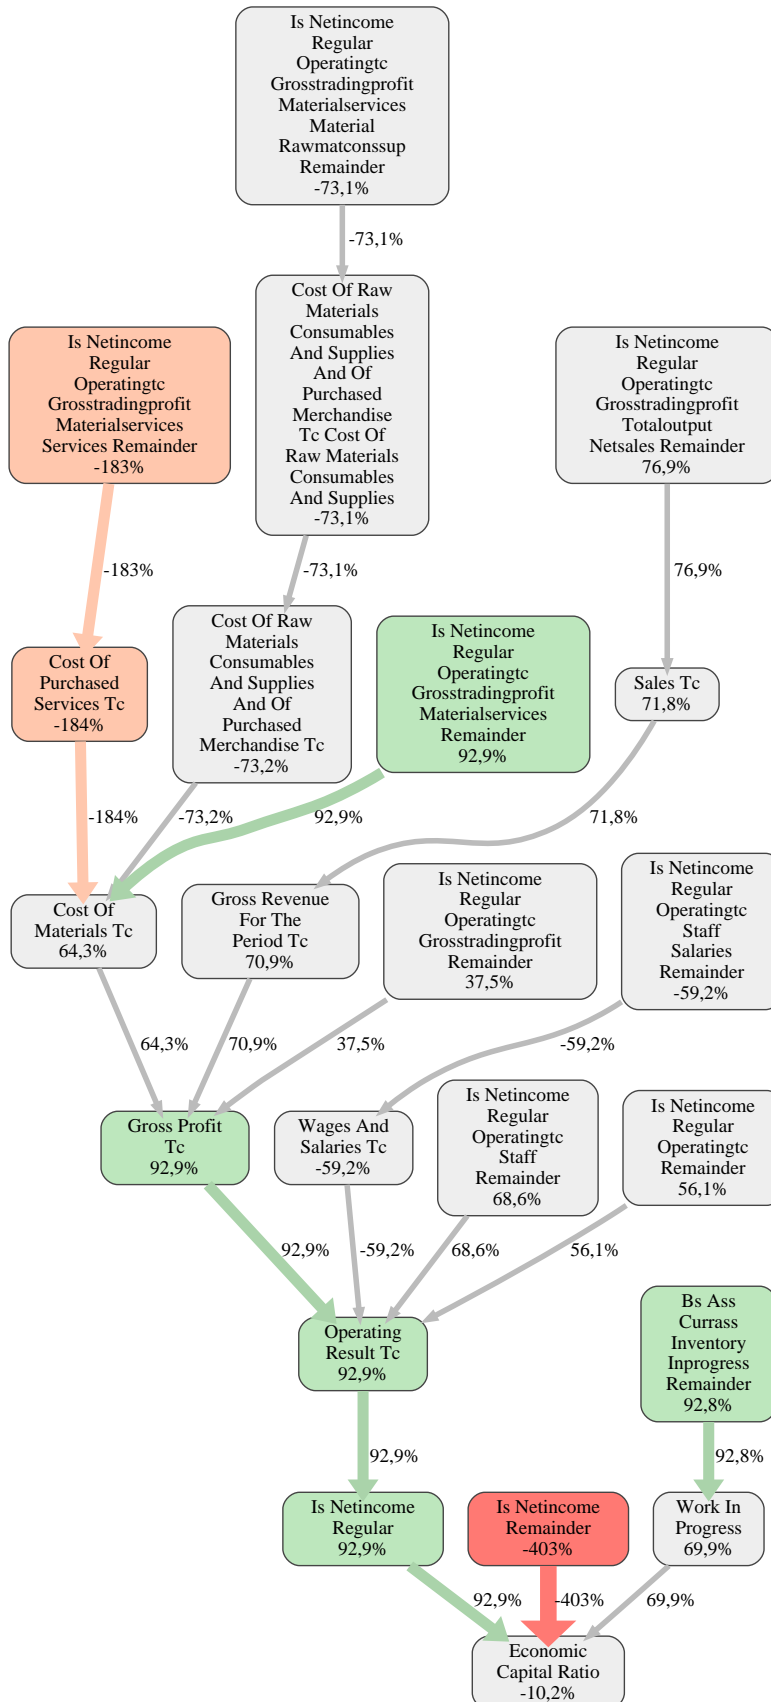 Is Netincome
Regular
Operatingtc
Grosstradingprofit
Materialservices
Material
Rawmatconssup
Remainder
-73,1%
-73,1%
Cost Of Raw
Materials
Consumables
And Supplies
And Of
Purchased
Merchandise
Tc Cost Of
Raw Materials
Consumables
And Supplies
-73,1%
Is Netincome
Regular
Operatingtc
Grosstradingprofit
Materialservices
Services Remainder
-183%
Is Netincome
Regular
Operatingtc
Grosstradingprofit
Totaloutput
Netsales Remainder
76,9%
-183%
-73,1%
76,9%
Cost Of
Purchased
Services Tc
-184%
Cost Of Raw
Materials
Consumables
And Supplies
And Of
Purchased
Merchandise Tc
-73,2%
Is Netincome
Regular
Operatingtc
Grosstradingprofit
Materialservices
Remainder
92,9%
Sales Tc
71,8%
-184%
-73,2%
92,9%
71,8%
Cost Of
Materials Tc
64,3%
Gross Revenue
For The
Period Tc
70,9%
Is Netincome
Regular
Operatingtc
Grosstradingprofit
Remainder
37,5%
Is Netincome
Regular
Operatingtc
Staff
Salaries
Remainder
-59,2%
64,3%
70,9%
37,5%
-59,2%
Gross Profit
Tc
92,9%
Wages And
Salaries Tc
-59,2%
Is Netincome
Regular
Operatingtc
Staff
Remainder
68,6%
Is Netincome
Regular
Operatingtc
Remainder
56,1%
92,9%
-59,2%
68,6%
56,1%
Operating
Result Tc
92,9%
Bs Ass
Currass
Inventory
Inprogress
Remainder
92,8%
92,9%
92,8%
Is Netincome
Regular
92,9%
Is Netincome
Remainder
-403%
Work In
Progress
69,9%
92,9%
-403%
69,9%
Economic
Capital Ratio
-10,2%